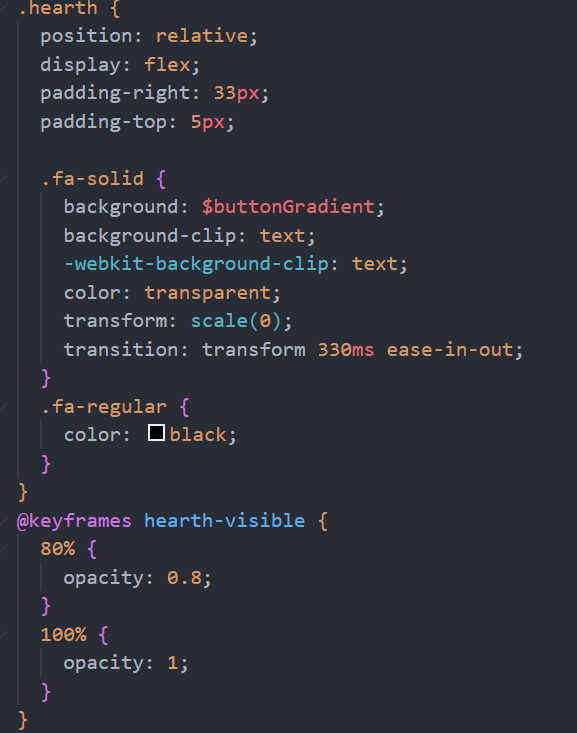 .hearth {
  position: relative;
  display: flex;
  padding-right: 33px;
  padding-top: 5px;

  .fa-solid {
    background: $buttonGradient;
    background-clip: text;
    -webkit-background-clip: text;
    color: transparent;
    transform: scale(0);
    transition: transform 330ms ease-in-out;
  }
  .fa-regular {
    color: black;
  }
}
@keyframes hearth-visible {
  80% {
    opacity: 0.8;
  }
  100% {
    opacity: 1;
  }
}